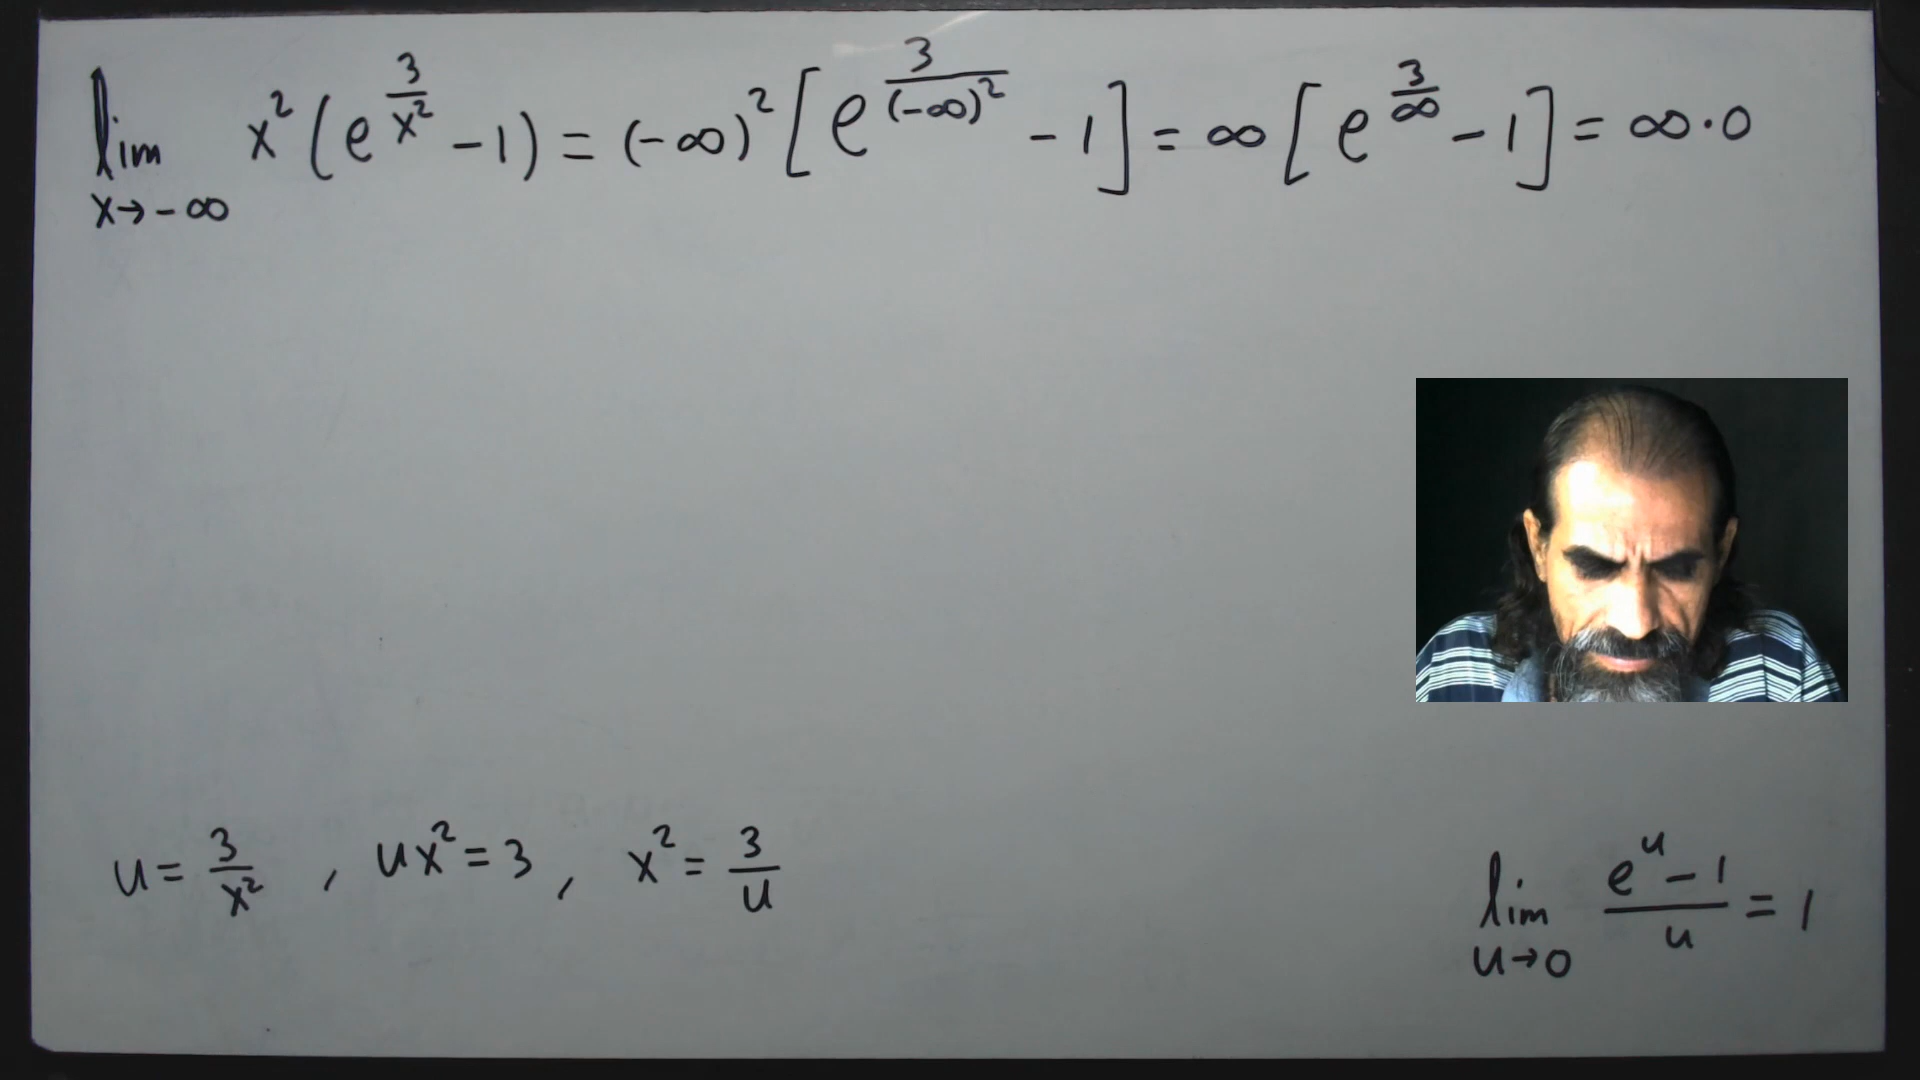 lim x→-∞ x² (e^(3/x²) - 1) = (-∞)² [e^(3/(-∞)²) - 1] = ∞ [e^(3/∞) - 1] = ∞·0
u = 3/x² , ux² = 3 , x² = 3/u
lim u→0 (e^u - 1)/u = 1